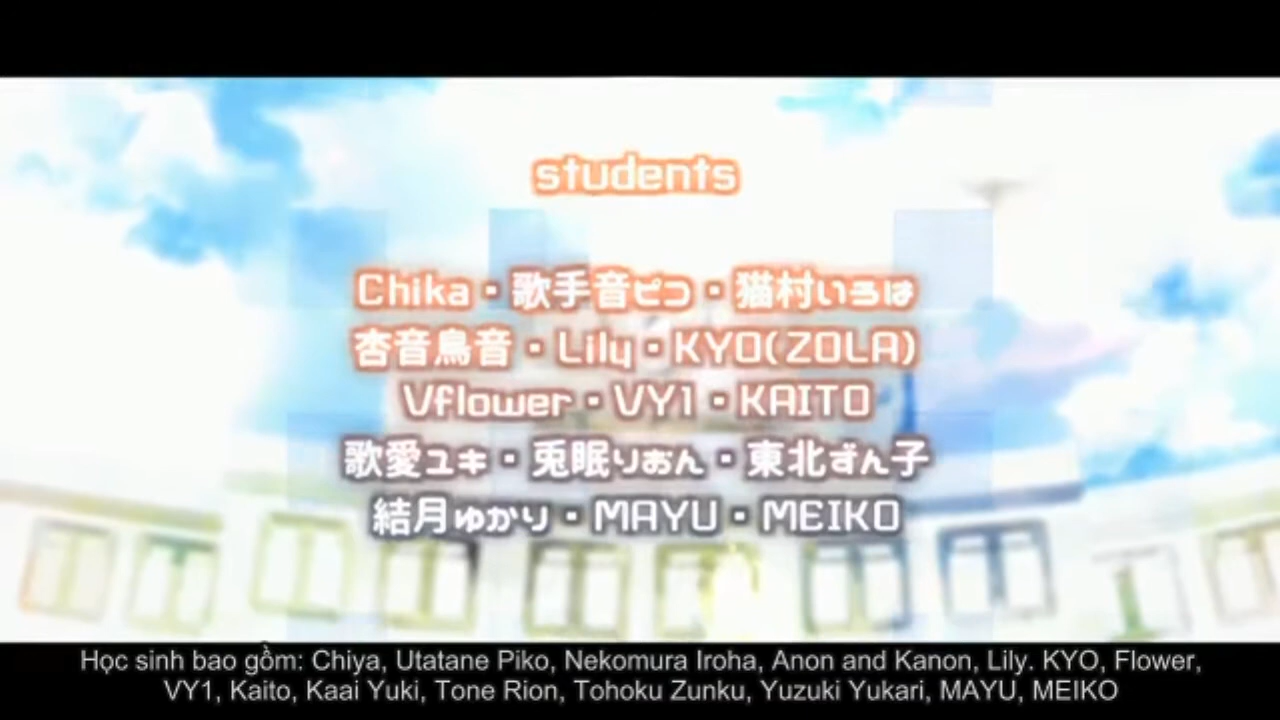 students
Chika・歌手音ピコ・猫村いろは
杏音鳥音・Lily・KYO(ZOLA)
Vflower・VY1・KAITO
歌愛ユキ・兎眠りおん・東北ずん子
結月ゆかり・MAYU・MEIKO
Học sinh bao gồm: Chiya, Utatane Piko, Nekomura Iroha, Anon and Kanon, Lily. KYO, Flower,
VY1, Kaito, Kaai Yuki, Tone Rion, Tohoku Zunku, Yuzuki Yukari, MAYU, MEIKO